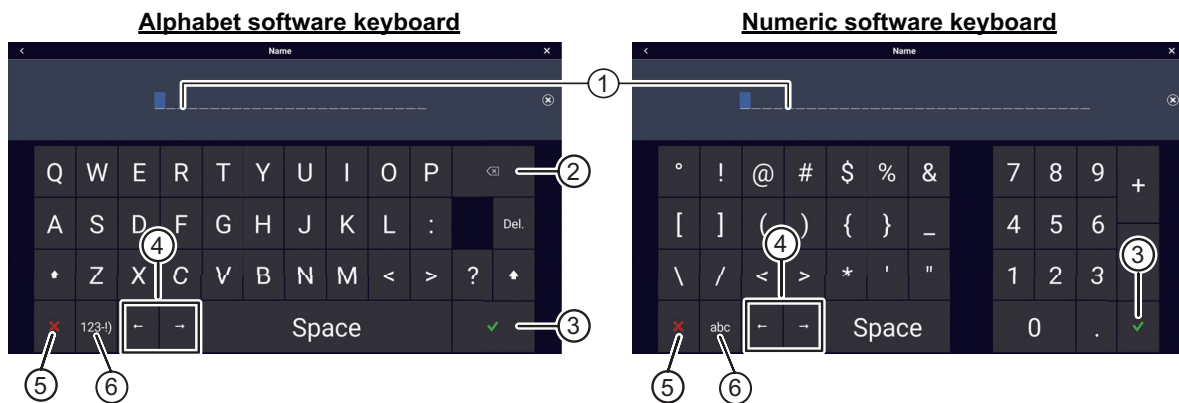 Alphabet software keyboard Numeric software keyboard
< Name × < Name ×
1
Q W E R T Y U I O P 2 ° ! @ # $ % & 7 8 9 +
A S D F G H J K L : Del. [ ] ( ) { } _ 4 5 6
4 4 3
Z X C V B N M < > ? \ / < > * ' " 1 2 3
123-!) ← → Space 3 abc ← → Space 0 .
5 6 5 6